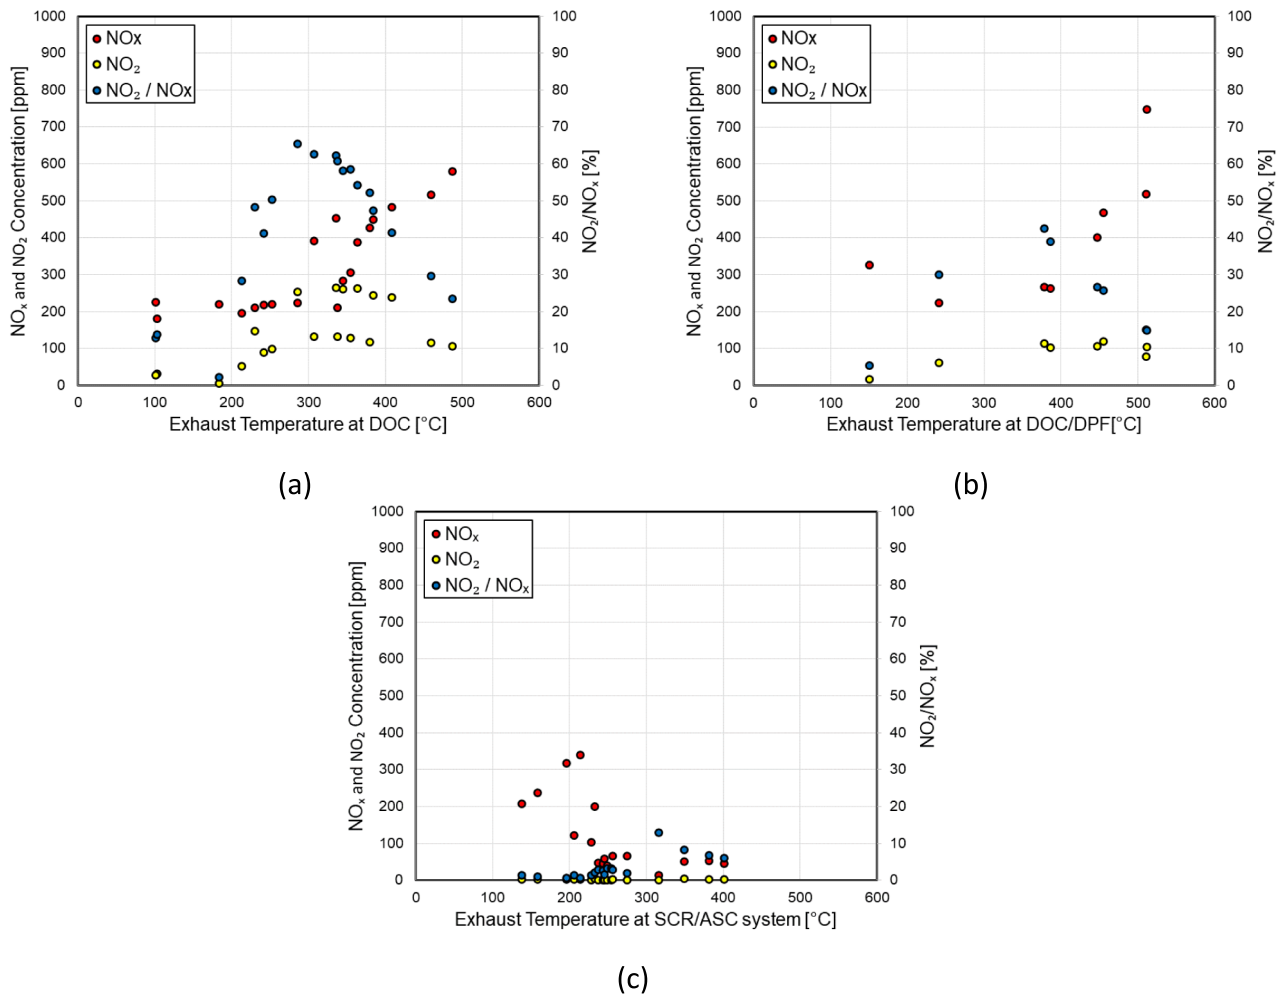 1000
900
800
700
600
500
400
300
200
100
0
NOₓ and NO₂ Concentration [ppm]
NOx
NO₂
NO₂ / NOx
100
90
80
70
60
50
40
30
20
10
0
NO₂/NOₓ [%]
0 100 200 300 400 500 600
Exhaust Temperature at DOC [°C]
(a)
1000
900
800
700
600
500
400
300
200
100
0
NOₓ and NO₂ Concentration [ppm]
NOx
NO₂
NO₂ / NOx
100
90
80
70
60
50
40
30
20
10
0
NO₂/NOₓ [%]
0 100 200 300 400 500 600
Exhaust Temperature at DOC/DPF[°C]
(b)
1000
900
800
700
600
500
400
300
200
100
0
NOₓ and NO₂ Concentration [ppm]
NOₓ
NO₂
NO₂ / NOₓ
100
90
80
70
60
50
40
30
20
10
0
NO₂/NOₓ [%]
0 100 200 300 400 500 600
Exhaust Temperature at SCR/ASC system [°C]
(c)